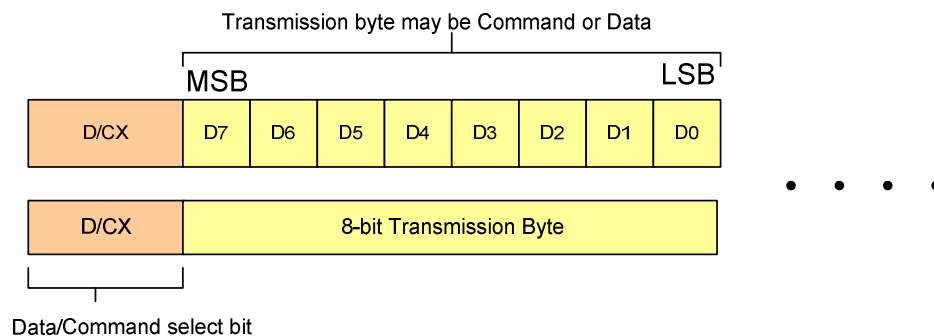 Transmission byte may be Command or Data
MSB LSB
D/CX D7 D6 D5 D4 D3 D2 D1 D0
D/CX 8-bit Transmission Byte
Data/Command select bit